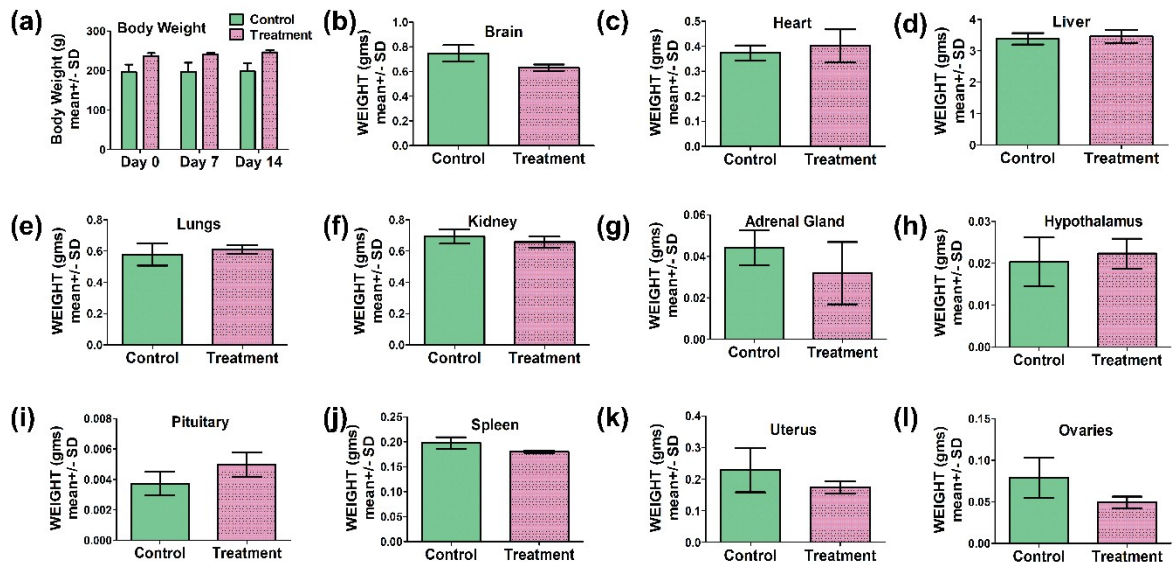 (a)
Body Weight
Control
Treatment
Body Weight (g)
mean+/- SD
300
200
100
0
Day 0 Day 7 Day 14
(b)
Brain
WEIGHT (gms)
mean+/- SD
1.0
0.8
0.6
0.4
0.2
0.0
Control Treatment
(c)
Heart
WEIGHT (gms)
mean+/- SD
0.5
0.4
0.3
0.2
0.1
0.0
Control Treatment
(d)
Liver
WEIGHT (gms)
mean+/- SD
4
3
2
1
0
Control Treatment
(e)
Lungs
WEIGHT (gms)
mean+/- SD
0.8
0.6
0.4
0.2
0.0
Control Treatment
(f)
Kidney
WEIGHT (gms)
mean+/- SD
0.8
0.6
0.4
0.2
0.0
Control Treatment
(g)
Adrenal Gland
WEIGHT (gms)
mean+/- SD
0.06
0.04
0.02
0.00
Control Treatment
(h)
Hypothalamus
WEIGHT (gms)
mean+/- SD
0.03
0.02
0.01
0.00
Control Treatment
(i)
Pituitary
WEIGHT (gms)
mean+/- SD
0.008
0.006
0.004
0.002
0.000
Control Treatment
(j)
Spleen
WEIGHT (gms)
mean+/- SD
0.25
0.20
0.15
0.10
0.05
0.00
Control Treatment
(k)
Uterus
WEIGHT (gms)
mean+/- SD
0.4
0.3
0.2
0.1
0.0
Control Treatment
(l)
Ovaries
WEIGHT (gms)
mean+/- SD
0.15
0.10
0.05
0.00
Control Treatment